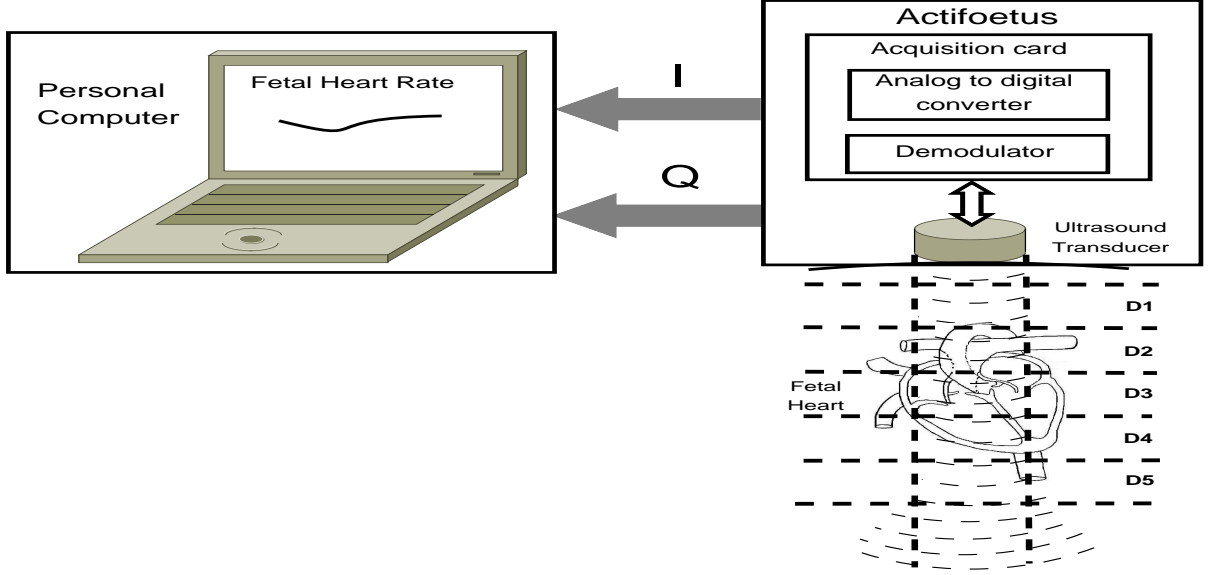 Personal
Computer
Fetal Heart Rate
I
Q
Actifoetus
Acquisition card
Analog to digital
converter
Demodulator
Ultrasound
Transducer
D1
D2
D3
Fetal
Heart
D4
D5